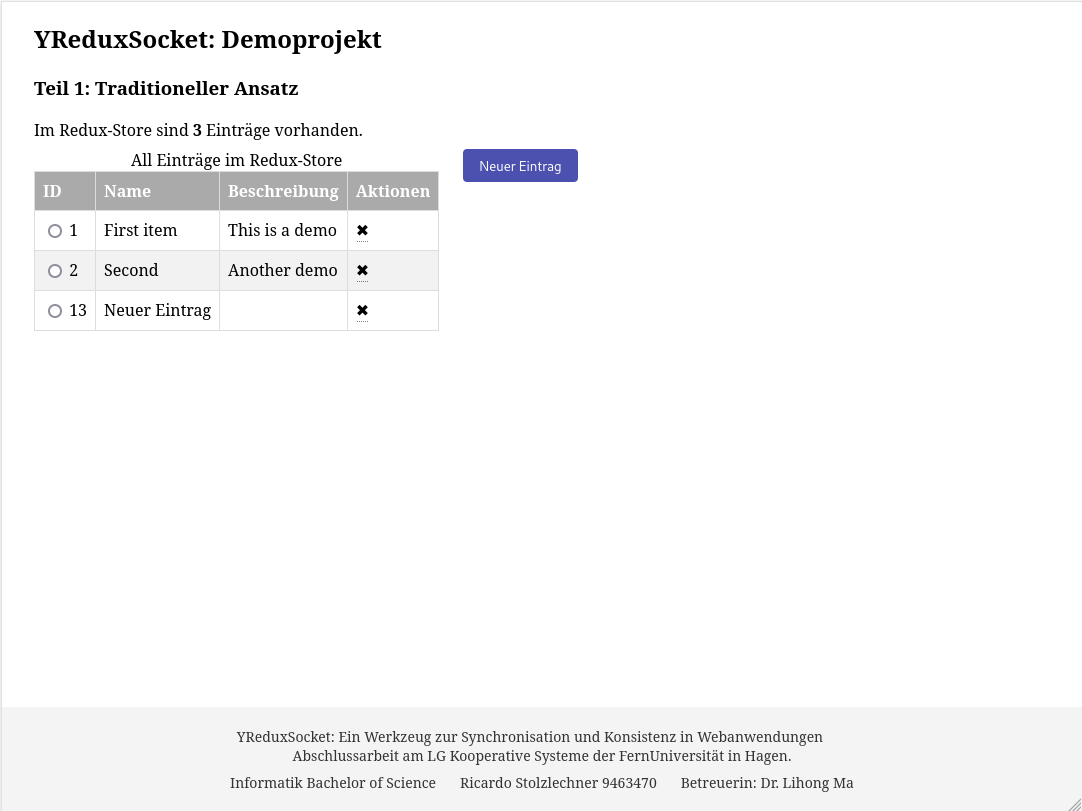 YReduxSocket: Demoprojekt
Teil 1: Traditioneller Ansatz
Im Redux-Store sind 3 Einträge vorhanden.
All Einträge im Redux-Store
Neuer Eintrag
ID Name Beschreibung Aktionen
1 First item This is a demo ✖
2 Second Another demo ✖
13 Neuer Eintrag ✖
YReduxSocket: Ein Werkzeug zur Synchronisation und Konsistenz in Webanwendungen
Abschlussarbeit am LG Kooperative Systeme der FernUniversität in Hagen.
Informatik Bachelor of Science Ricardo Stolzlechner 9463470 Betreuerin: Dr. Lihong Ma